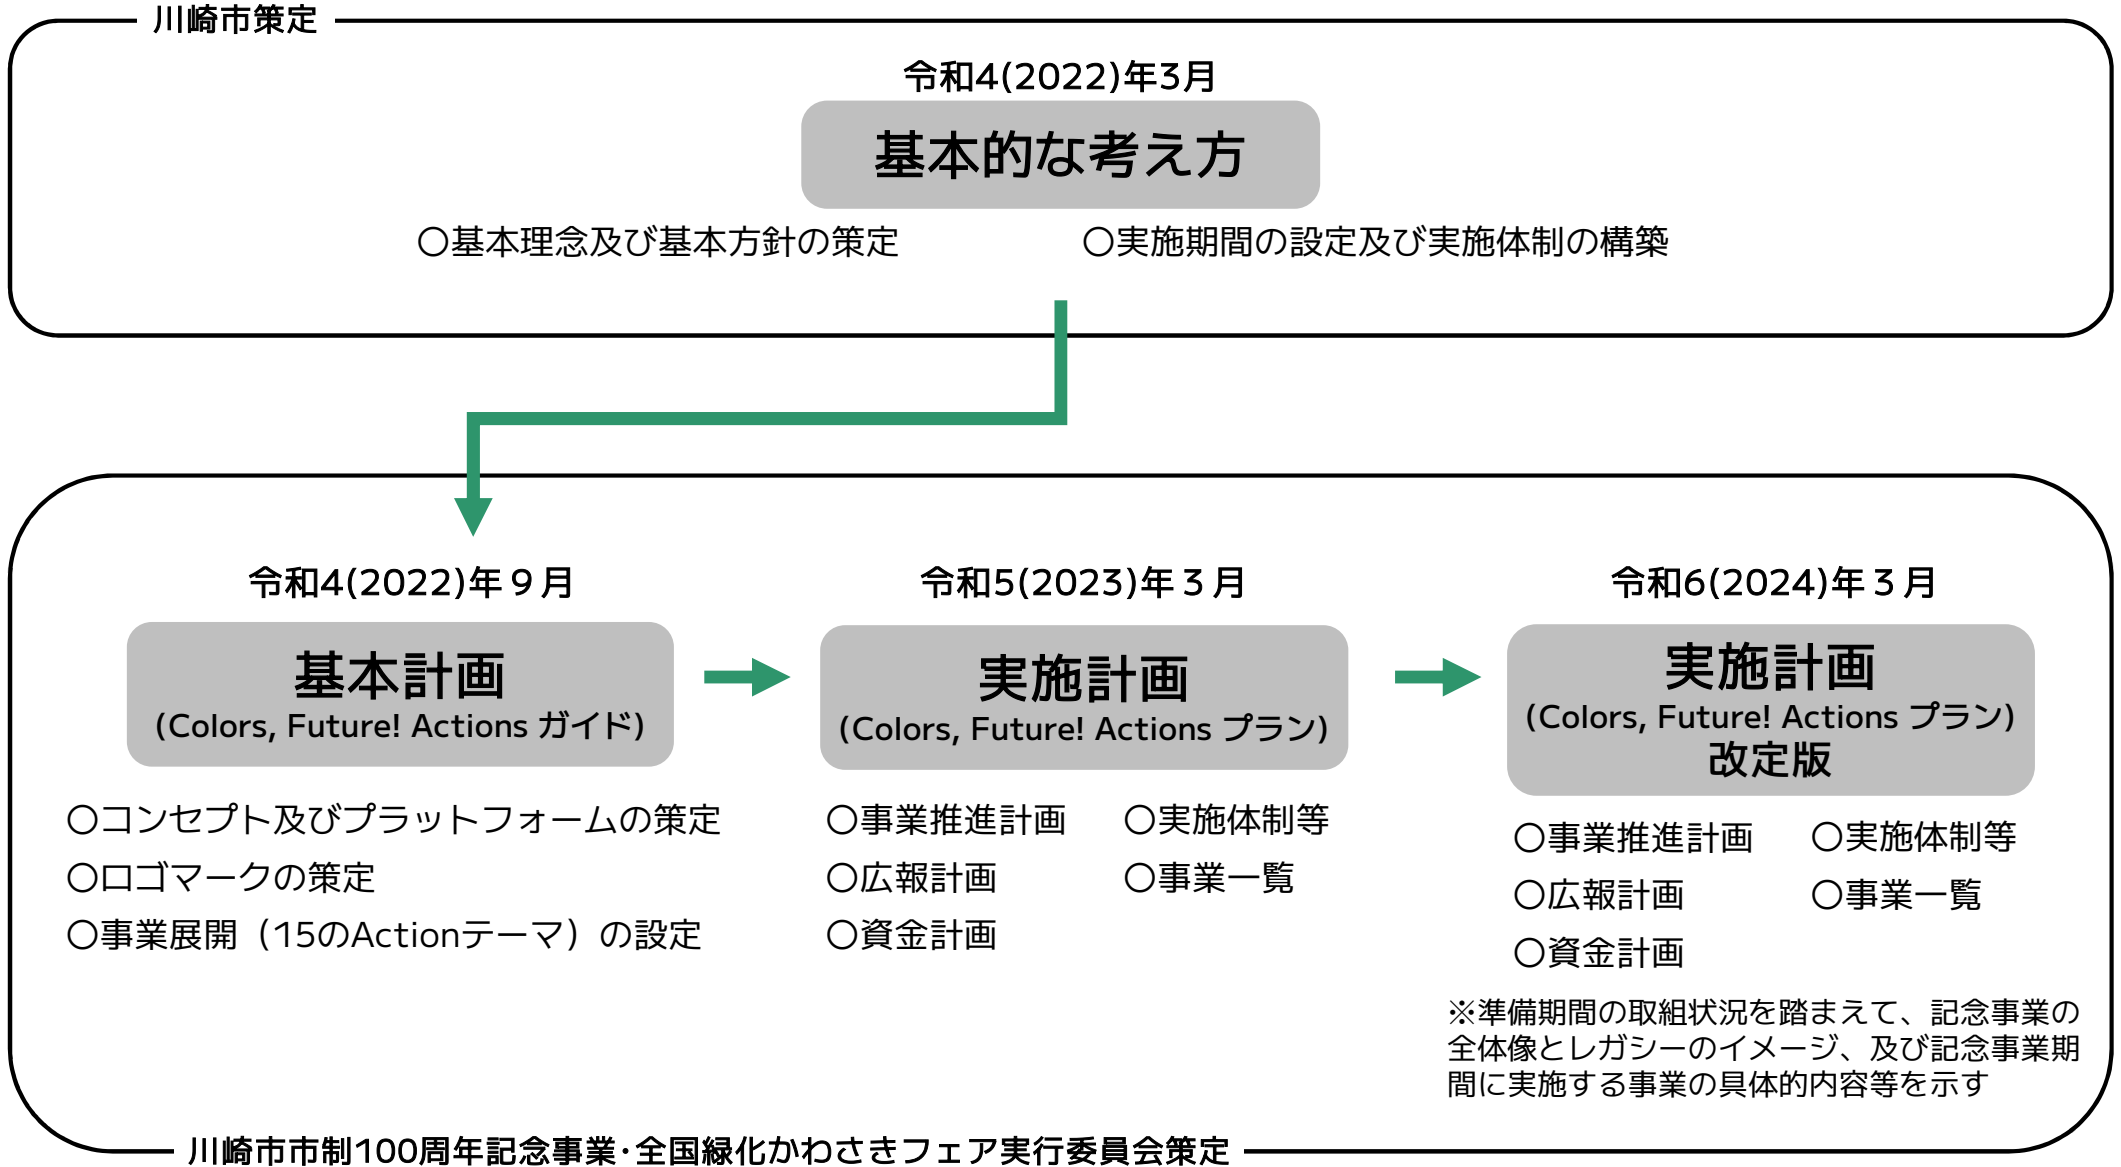 川崎市策定
令和4(2022)年3月
基本的な考え方
〇基本理念及び基本方針の策定
〇実施期間の設定及び実施体制の構築
令和4(2022)年９月
基本計画
(Colors, Future! Actions ガイド)
〇コンセプト及びプラットフォームの策定
〇ロゴマークの策定
〇事業展開（15のActionテーマ）の設定
令和5(2023)年３月
実施計画
(Colors, Future! Actions プラン)
〇事業推進計画
〇広報計画
〇資金計画
〇実施体制等
〇事業一覧
令和6(2024)年３月
実施計画
(Colors, Future! Actions プラン)
改定版
〇事業推進計画
〇広報計画
〇資金計画
〇実施体制等
〇事業一覧
※準備期間の取組状況を踏まえて、記念事業の
全体像とレガシーのイメージ、及び記念事業期
間に実施する事業の具体的内容等を示す
川崎市市制100周年記念事業･全国緑化かわさきフェア実行委員会策定